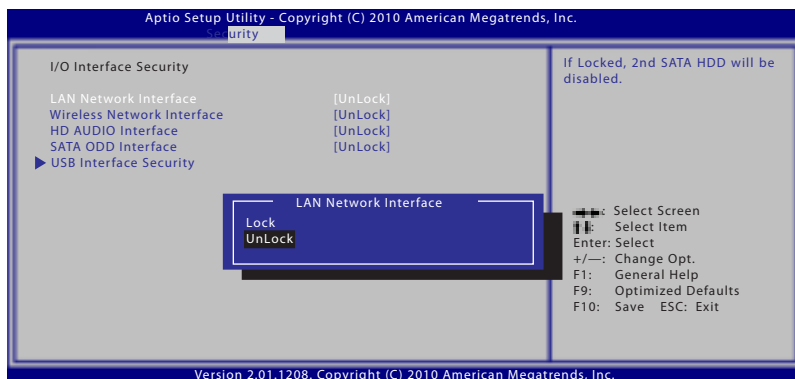 Aptio Setup Utility - Copyright (C) 2010 American Megatrends, Inc.
Security
I/O Interface Security
LAN Network Interface [UnLock]
Wireless Network Interface [UnLock]
HD AUDIO Interface [UnLock]
SATA ODD Interface [UnLock]
USB Interface Security
If Locked, 2nd SATA HDD will be
disabled.
LAN Network Interface
Lock
UnLock
: Select Screen
: Select Item
Enter: Select
+/—: Change Opt.
F1: General Help
F9: Optimized Defaults
F10: Save ESC: Exit
Version 2.01.1208. Copyright (C) 2010 American Megatrends, Inc.